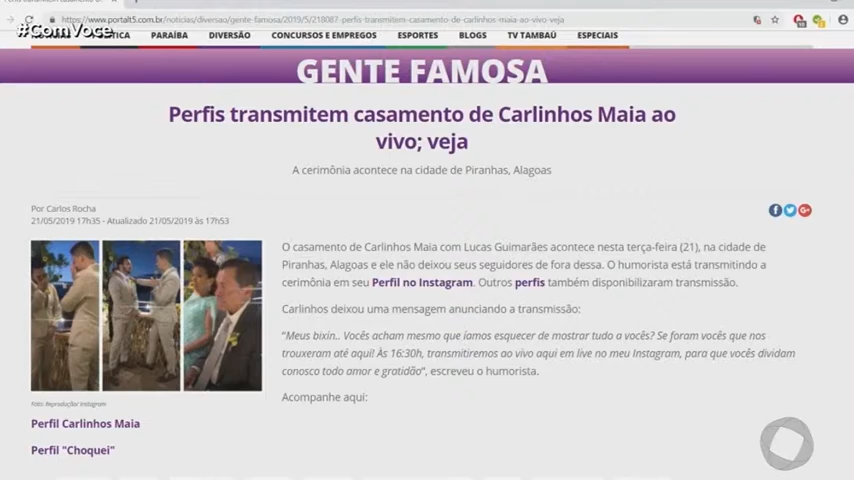 #ComVoce
https://www.portalt5.com.br/noticias/diversao/gente-famosa/2019/5/218087-perfis-transmitem-casamento-de-carlinhos-maia-ao-vivo-veja
PARAÍBA DIVERSÃO CONCURSOS E EMPREGOS ESPORTES BLOGS TV TAMBAÚ ESPECIAIS
GENTE FAMOSA
Perfis transmitem casamento de Carlinhos Maia ao
vivo; veja
A cerimônia acontece na cidade de Piranhas, Alagoas
Por Carlos Rocha
21/05/2019 17h35 - Atualizado 21/05/2019 às 17h53
O casamento de Carlinhos Maia com Lucas Guimarães acontece nesta terça-feira (21), na cidade de
Piranhas, Alagoas e ele não deixou seus seguidores de fora dessa. O humorista está transmitindo a
cerimônia em seu Perfil no Instagram. Outros perfis também disponibilizaram transmissão.
Carlinhos deixou uma mensagem anunciando a transmissão:
“Meus bixin.. Vocês acham mesmo que íamos esquecer de mostrar tudo a vocês? Se foram vocês que nos
trouxeram até aqui! Às 16:30h, transmitiremos ao vivo aqui em live no meu Instagram, para que vocês dividam
conosco todo amor e gratidão“, escreveu o humorista.
Acompanhe aqui:
Foto: Reprodução/ Instagram
Perfil Carlinhos Maia
Perfil "Choquei"